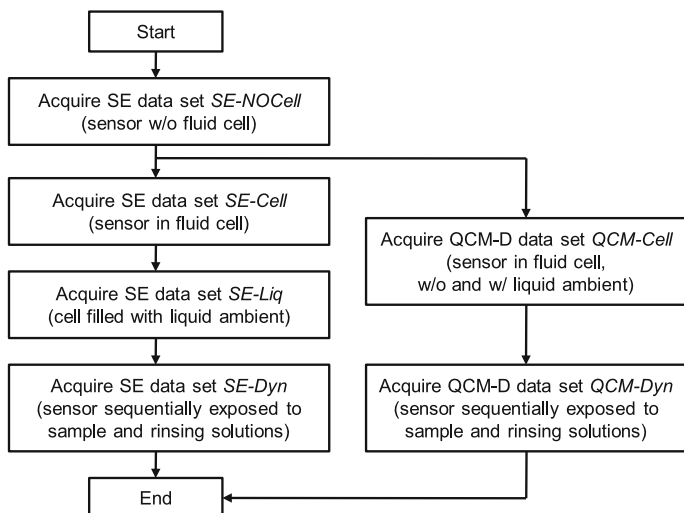 Start
Acquire SE data set SE-NOCell
(sensor w/o fluid cell)
Acquire SE data set SE-Cell
(sensor in fluid cell)
Acquire SE data set SE-Liq
(cell filled with liquid ambient)
Acquire SE data set SE-Dyn
(sensor sequentially exposed to
sample and rinsing solutions)
Acquire QCM-D data set QCM-Cell
(sensor in fluid cell,
w/o and w/ liquid ambient)
Acquire QCM-D data set QCM-Dyn
(sensor sequentially exposed to
sample and rinsing solutions)
End